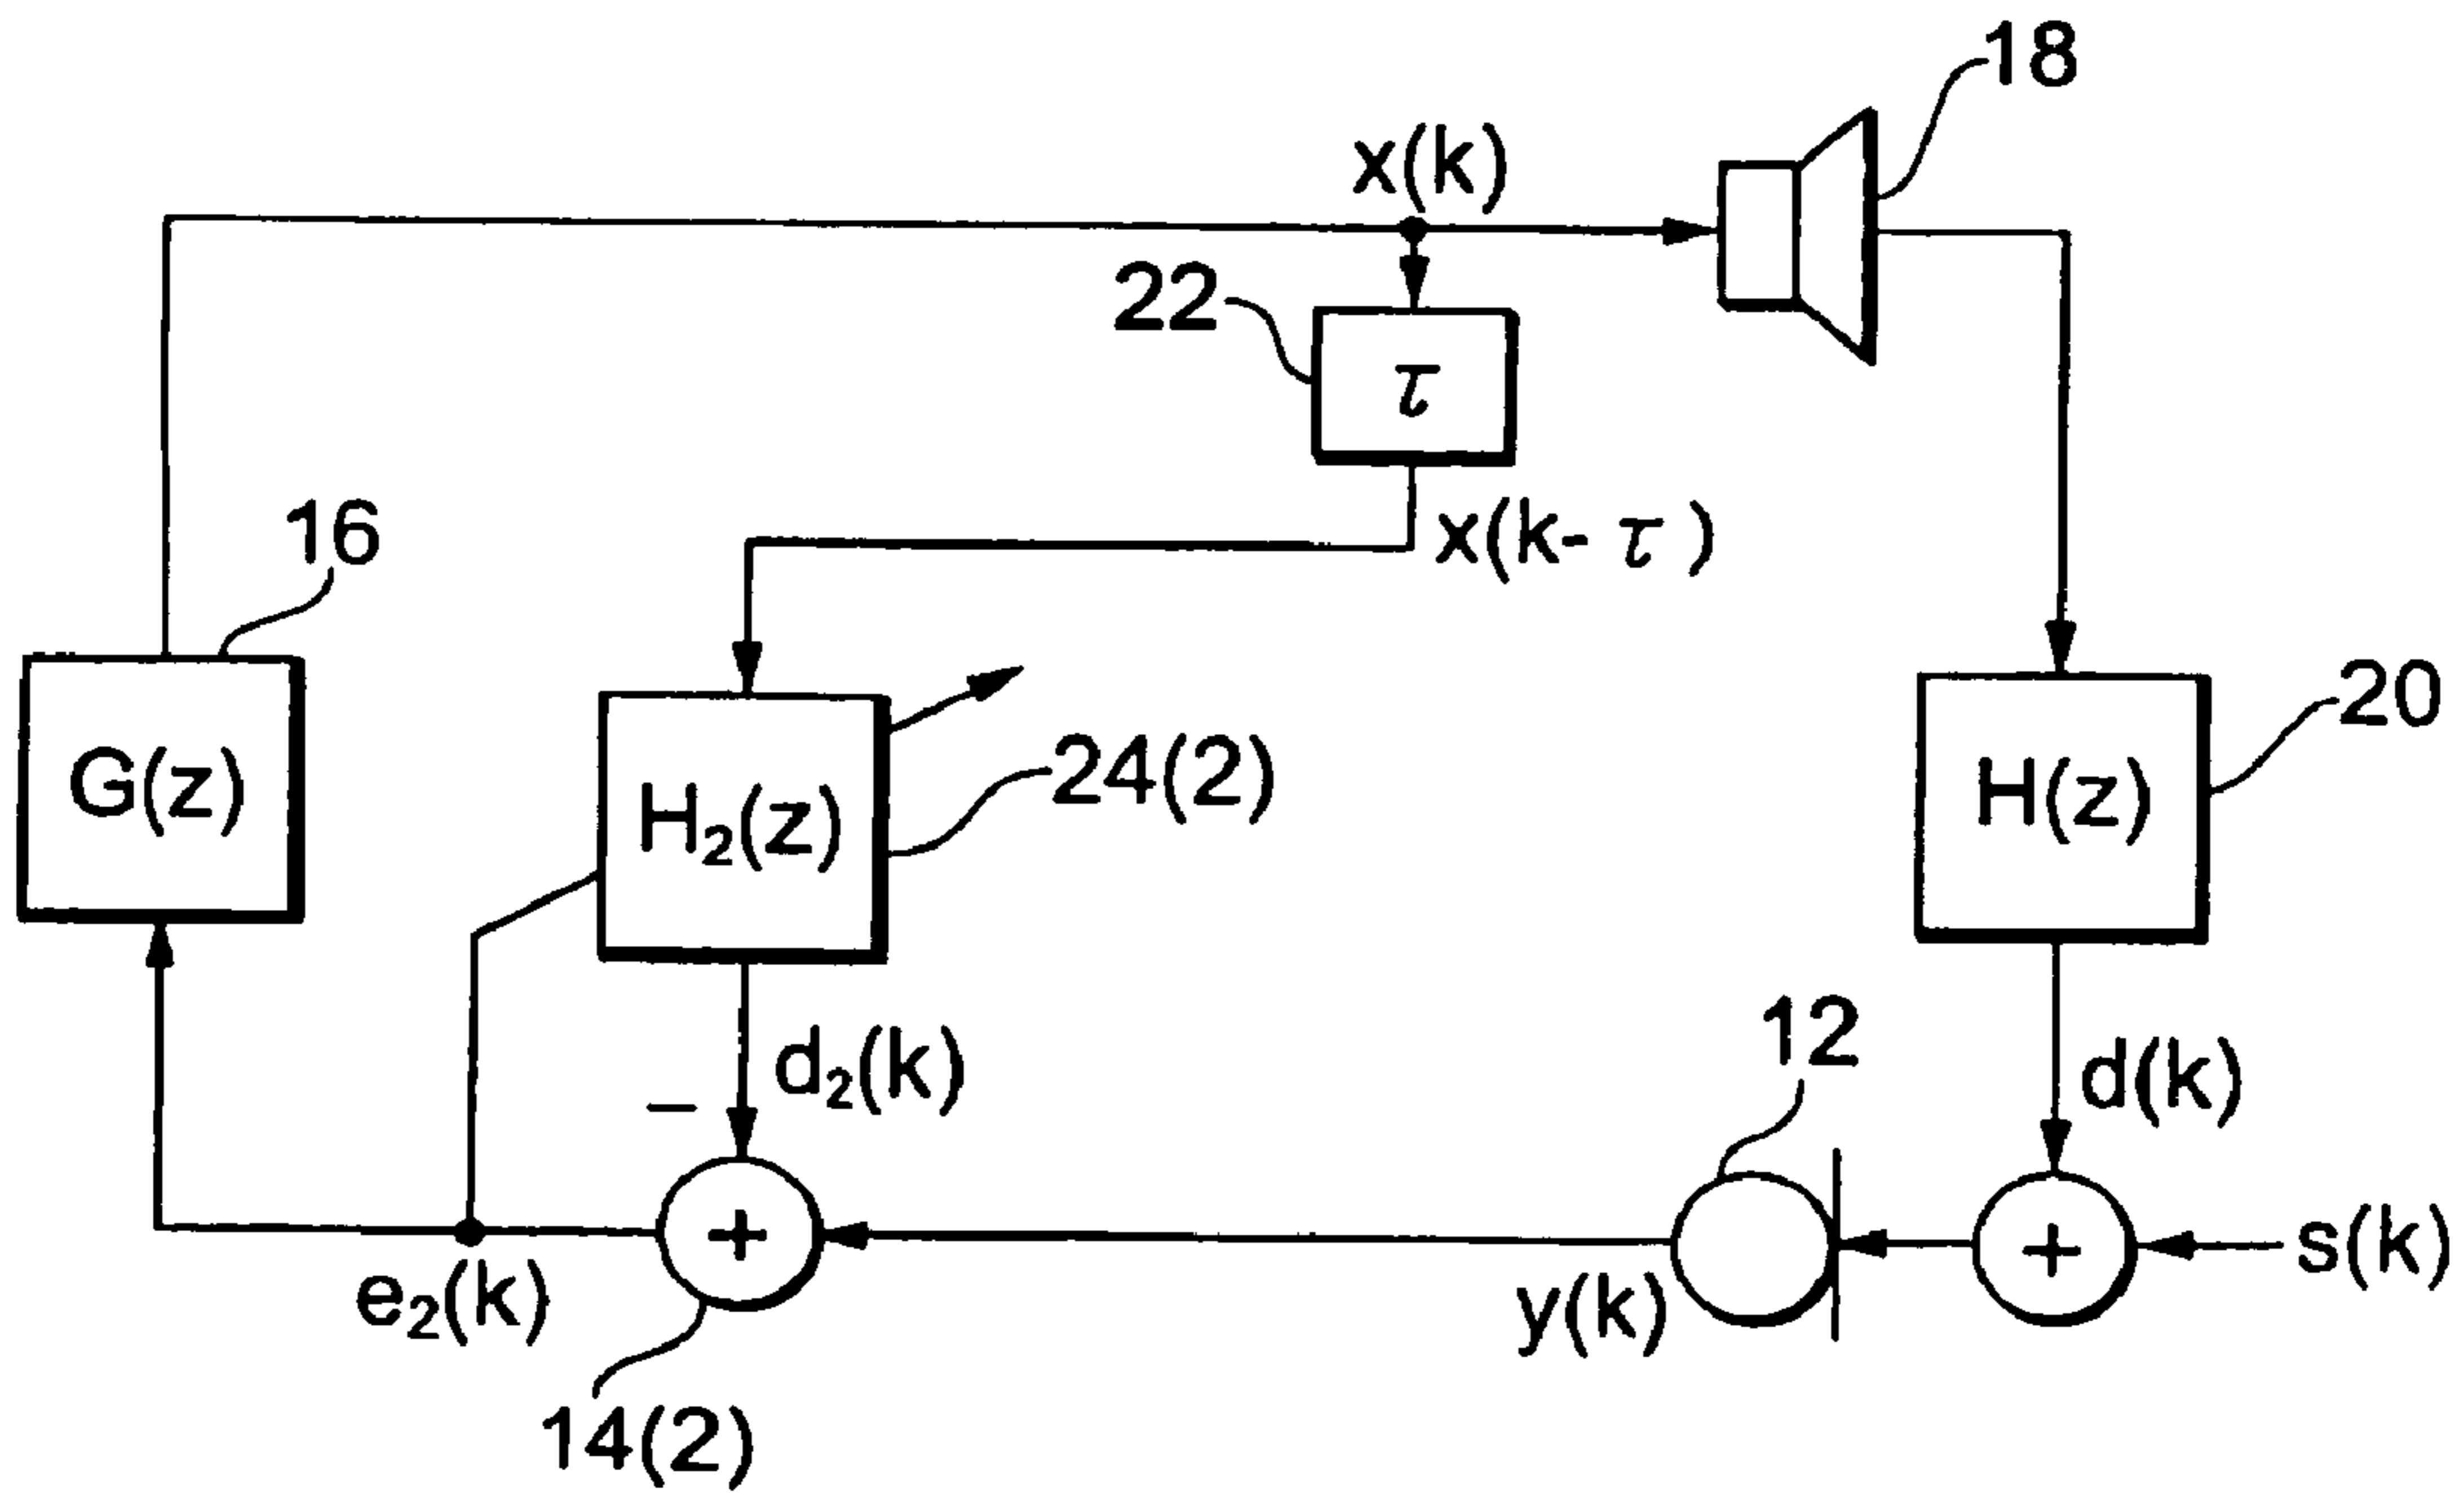 18
x(k)
22
τ
x(k-τ)
16
G(z)
H₂(z)
24(2)
20
H(z)
12
d₂(k)
d(k)
−
+
+
s(k)
e₂(k)
y(k)
14(2)